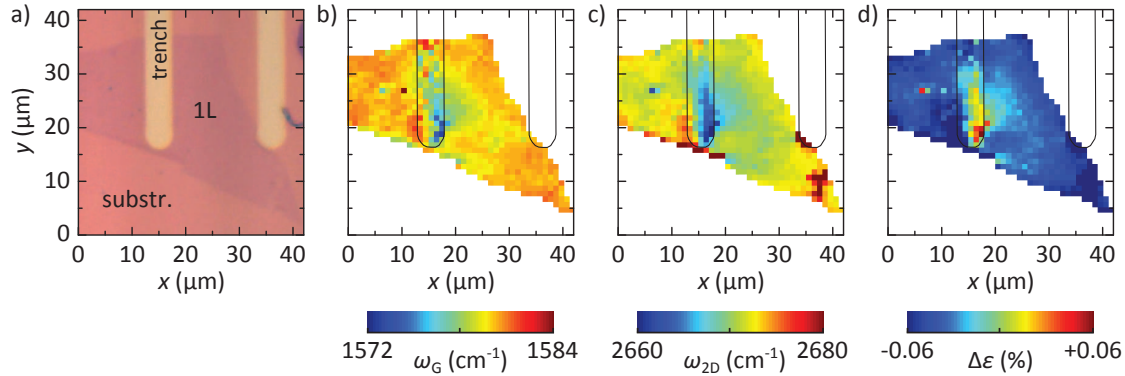 a)
b)
c)
d)
trench
1L
substr.
y (μm)
40
30
20
10
0
0 10 20 30 40
x (μm)
0 10 20 30 40
x (μm)
0 10 20 30 40
x (μm)
0 10 20 30 40
x (μm)
1572 ωG (cm⁻¹) 1584
2660 ω2D (cm⁻¹) 2680
-0.06 Δε (%) +0.06